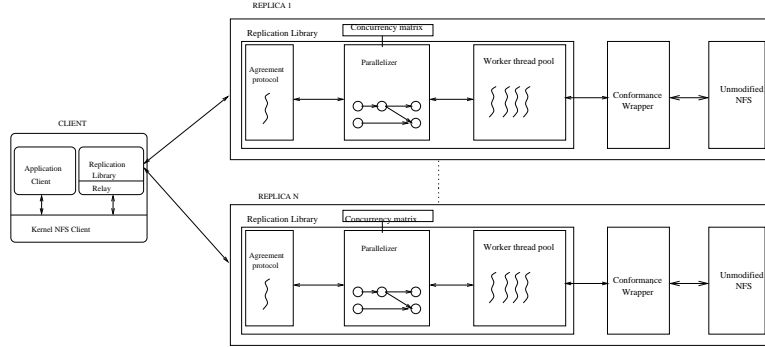 REPLICA 1
Concurrency matrix
Replication Library
Agreement
protocol
Parallelizer
Worker thread pool
Conformance
Wrapper
Unmodified
NFS
CLIENT
Application
Client
Replication
Library
Relay
Kernel NFS Client
REPLICA N
Concurrency matrix
Replication Library
Agreement
protocol
Parallelizer
Worker thread pool
Conformance
Wrapper
Unmodified
NFS